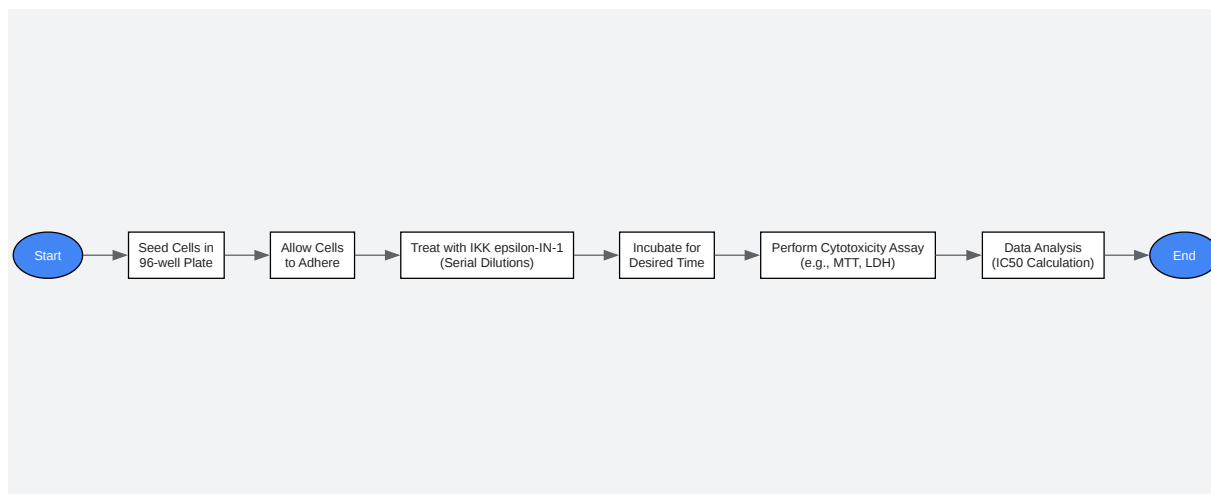 Start
Seed Cells in
96-well Plate
Allow Cells
to Adhere
Treat with IKK epsilon-IN-1
(Serial Dilutions)
Incubate for
Desired Time
Perform Cytotoxicity Assay
(e.g., MTT, LDH)
Data Analysis
(IC50 Calculation)
End